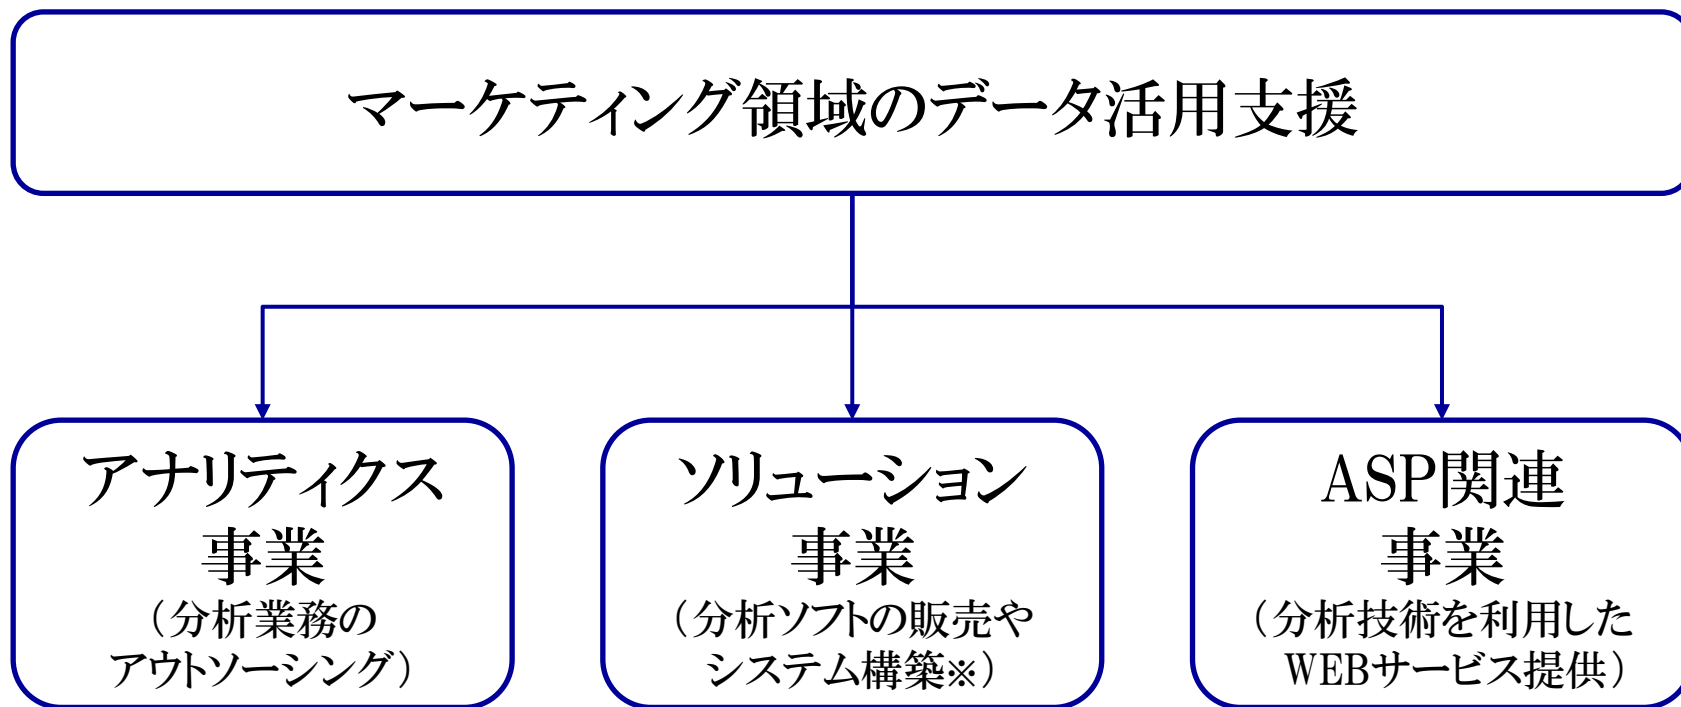 マーケティング領域のデータ活用支援
アナリティクス
事業
（分析業務の
アウトソーシング）
ソリューション
事業
（分析ソフトの販売や
システム構築※）
ASP関連
事業
（分析技術を利用した
WEBサービス提供）